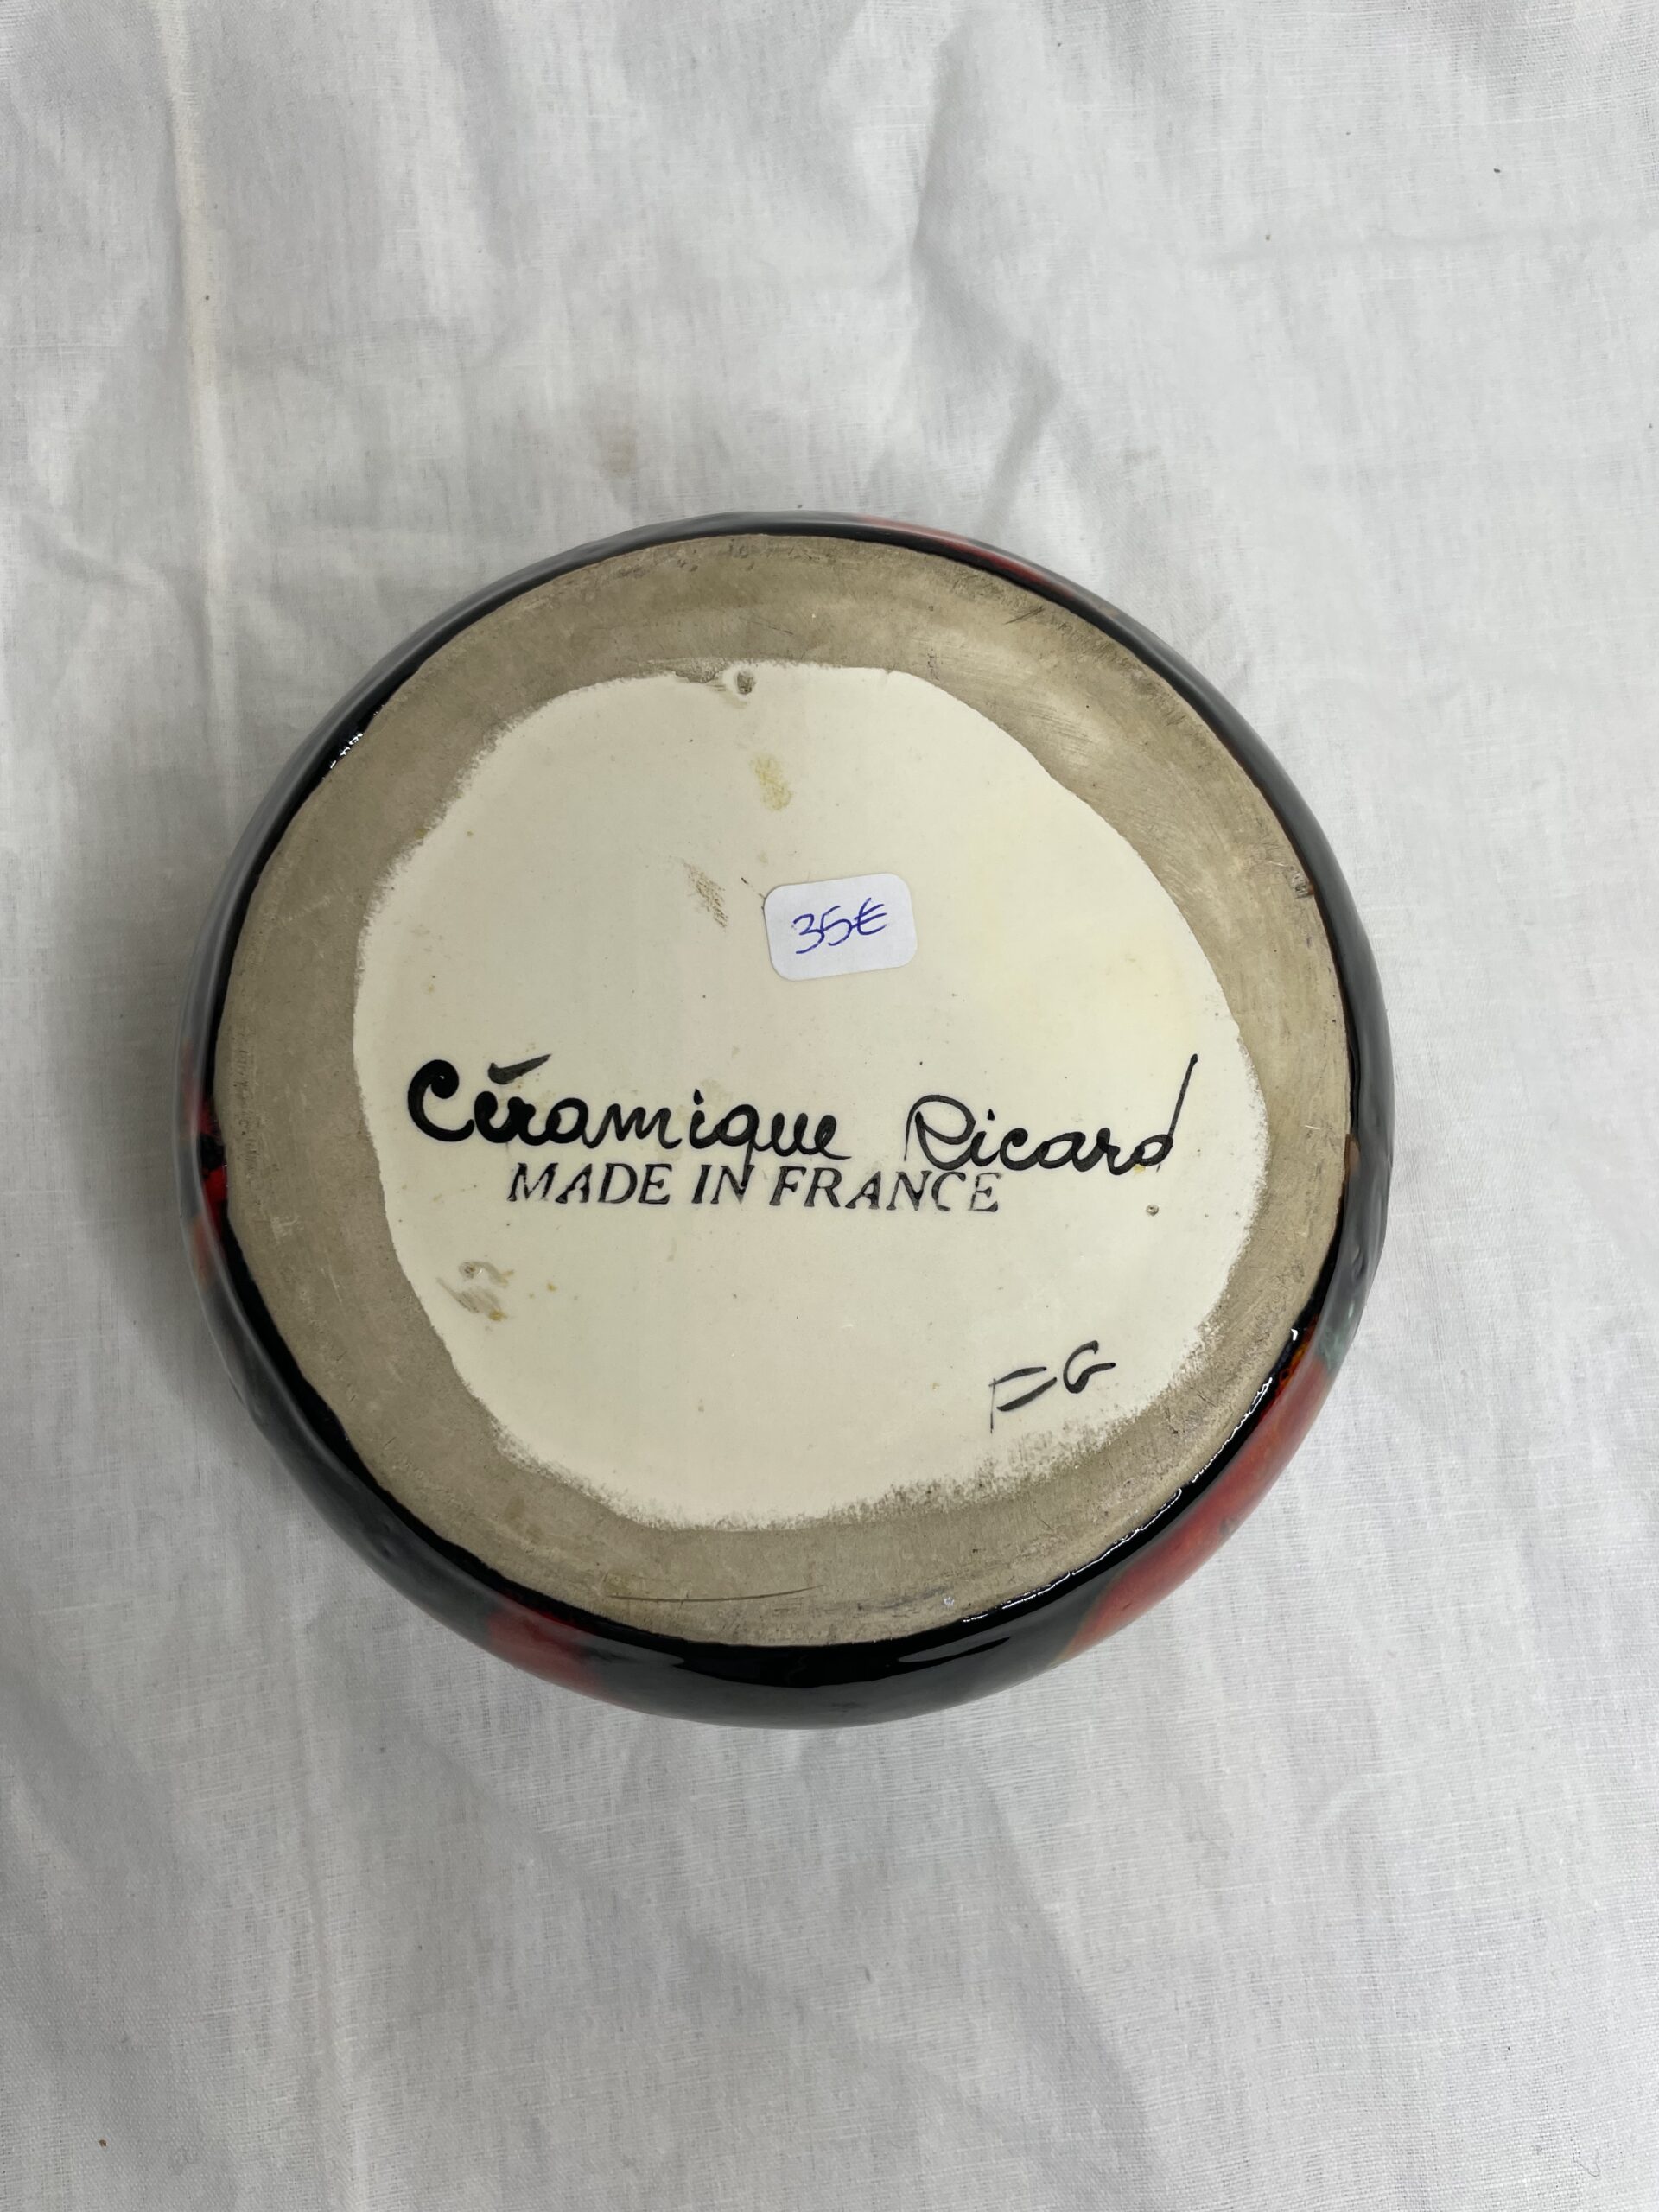 35€
Céramique Ricard
MADE IN FRANCE
FG